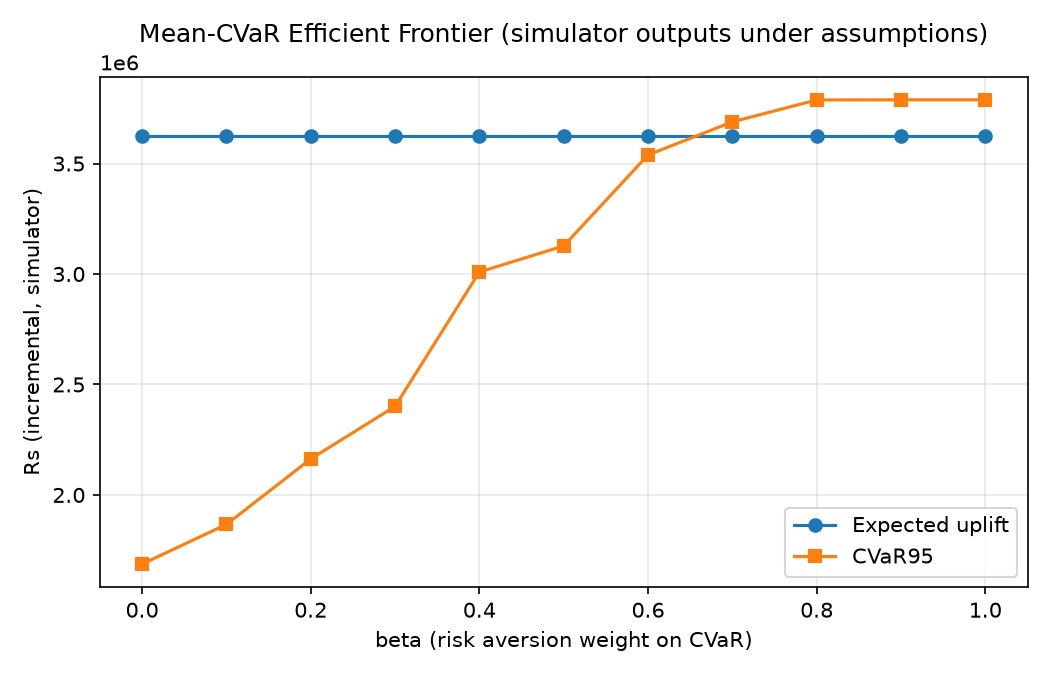 Mean-CVaR Efficient Frontier (simulator outputs under assumptions)
1e6
Rs (incremental, simulator)
3.5
3.0
2.5
2.0
Expected uplift
CVaR95
0.0 0.2 0.4 0.6 0.8 1.0
beta (risk aversion weight on CVaR)